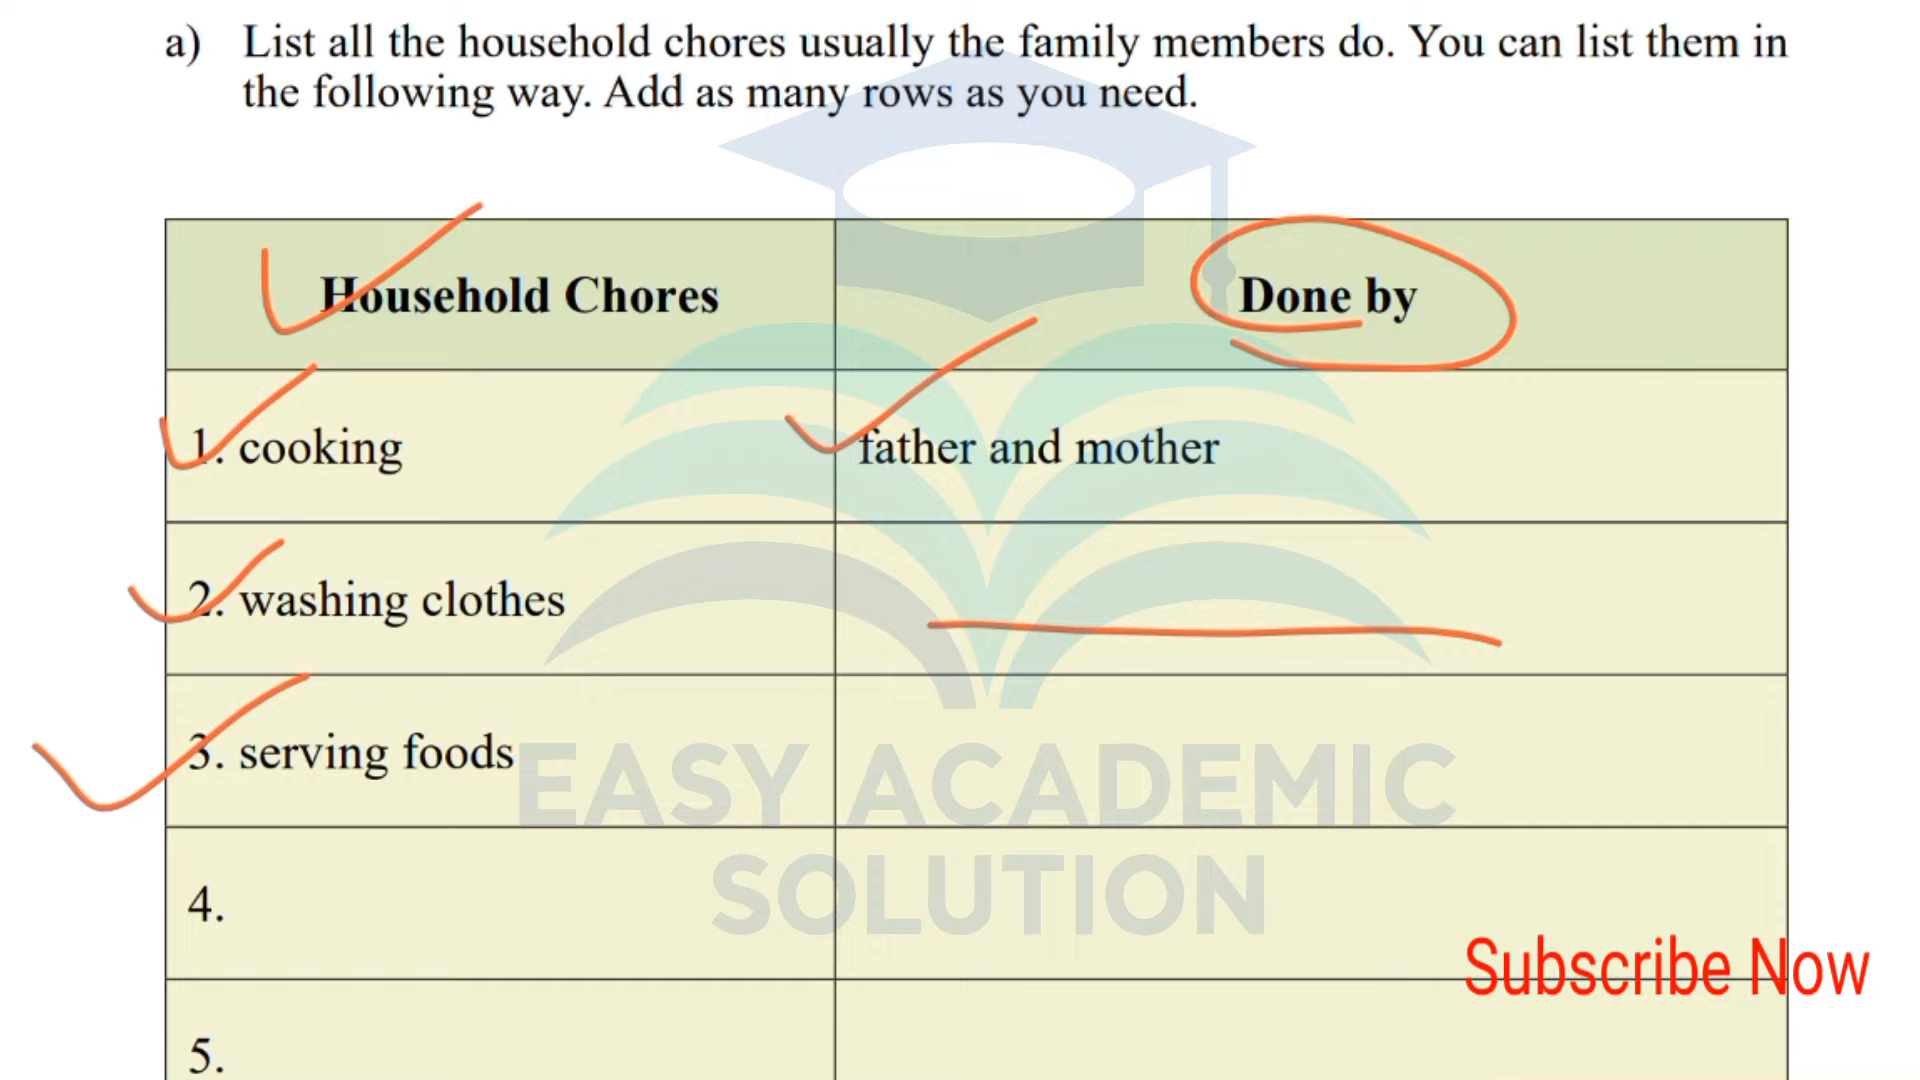 a) List all the household chores usually the family members do. You can list them in
the following way. Add as many rows as you need.
Household Chores Done by
1. cooking father and mother
2. washing clothes
3. serving foods
EASY ACADEMIC
SOLUTION
4.
Subscribe Now
5.